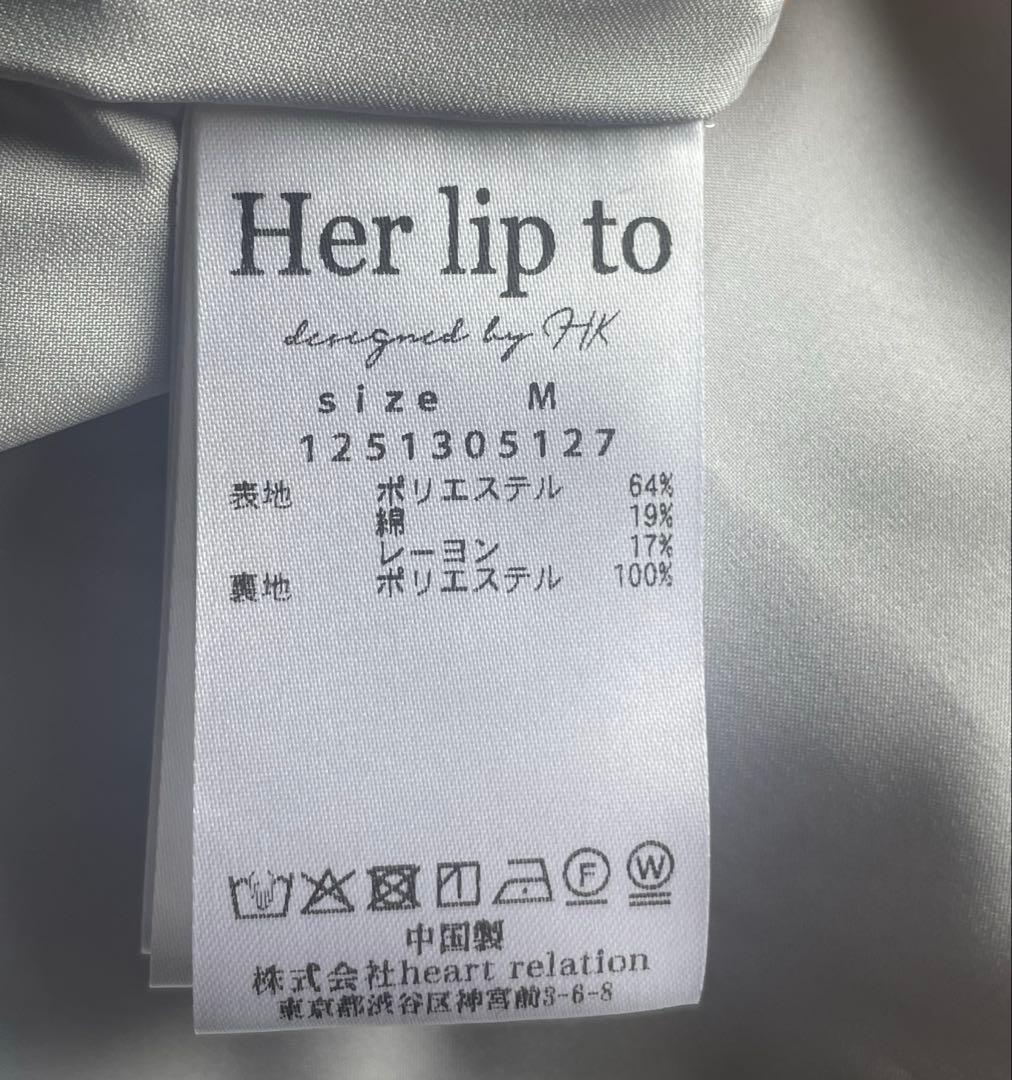 Her lip to
designed by HK
size M
1251305127
表地 ポリエステル 64%
綿 19%
レーヨン 17%
裏地 ポリエステル 100%
F W
中国製
株式会社heart relation
東京都渋谷区神宮前3-6-8